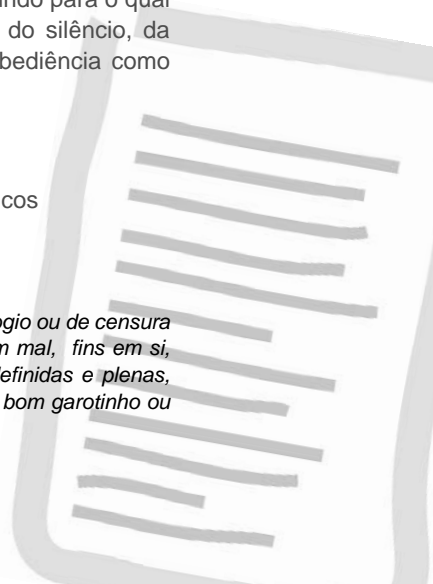 ndo para o qual
do silêncio, da
bediência como
cos
gio ou de censura
mal, fins em si,
efinidas e plenas,
bom garotinho ou